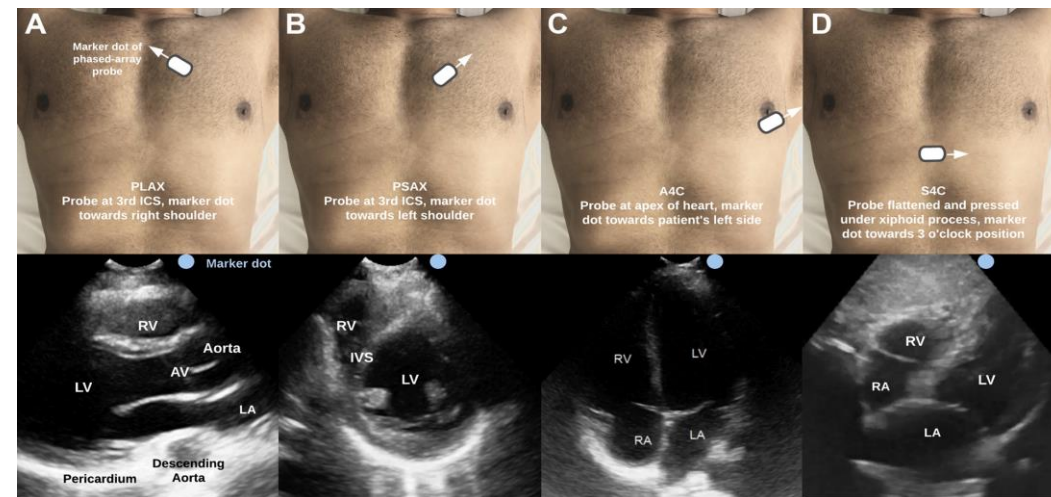 A
Marker dot of
phased-array
probe
PLAX
Probe at 3rd ICS, marker dot
towards right shoulder
B
PSAX
Probe at 3rd ICS, marker dot
towards left shoulder
C
A4C
Probe at apex of heart, marker
dot towards patient's left side
D
S4C
Probe flattened and pressed
under xiphoid process, marker
dot towards 3 o'clock position
Marker dot
RV
Aorta
AV
LV
LA
Descending
Aorta
Pericardium
RV
IVS
LV
RV
LV
RA
LA
RV
RA
LV
LA